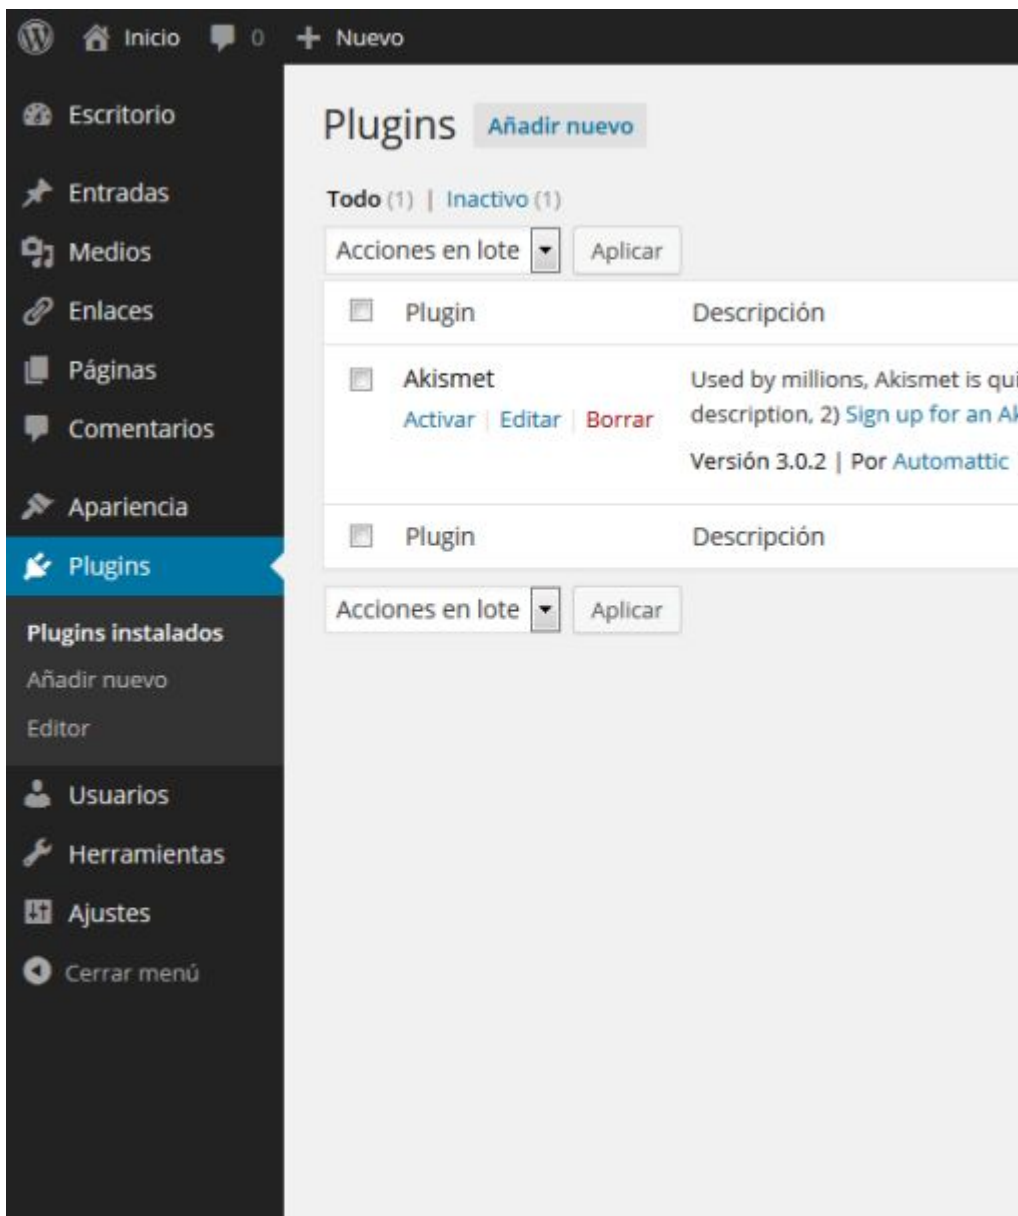 Inicio 0 Nuevo
Escritorio
Entradas
Medios
Enlaces
Páginas
Comentarios
Apariencia
Plugins
Plugins instalados
Añadir nuevo
Editor
Usuarios
Herramientas
Ajustes
Cerrar menú
Plugins Añadir nuevo
Todo (1) | Inactivo (1)
Acciones en lote Aplicar
Plugin Descripción
Akismet
Activar | Editar | Borrar
Used by millions, Akismet is
description, 2) Sign up for an
Versión 3.0.2 | Por Automattic
Plugin Descripción
Acciones en lote Aplicar